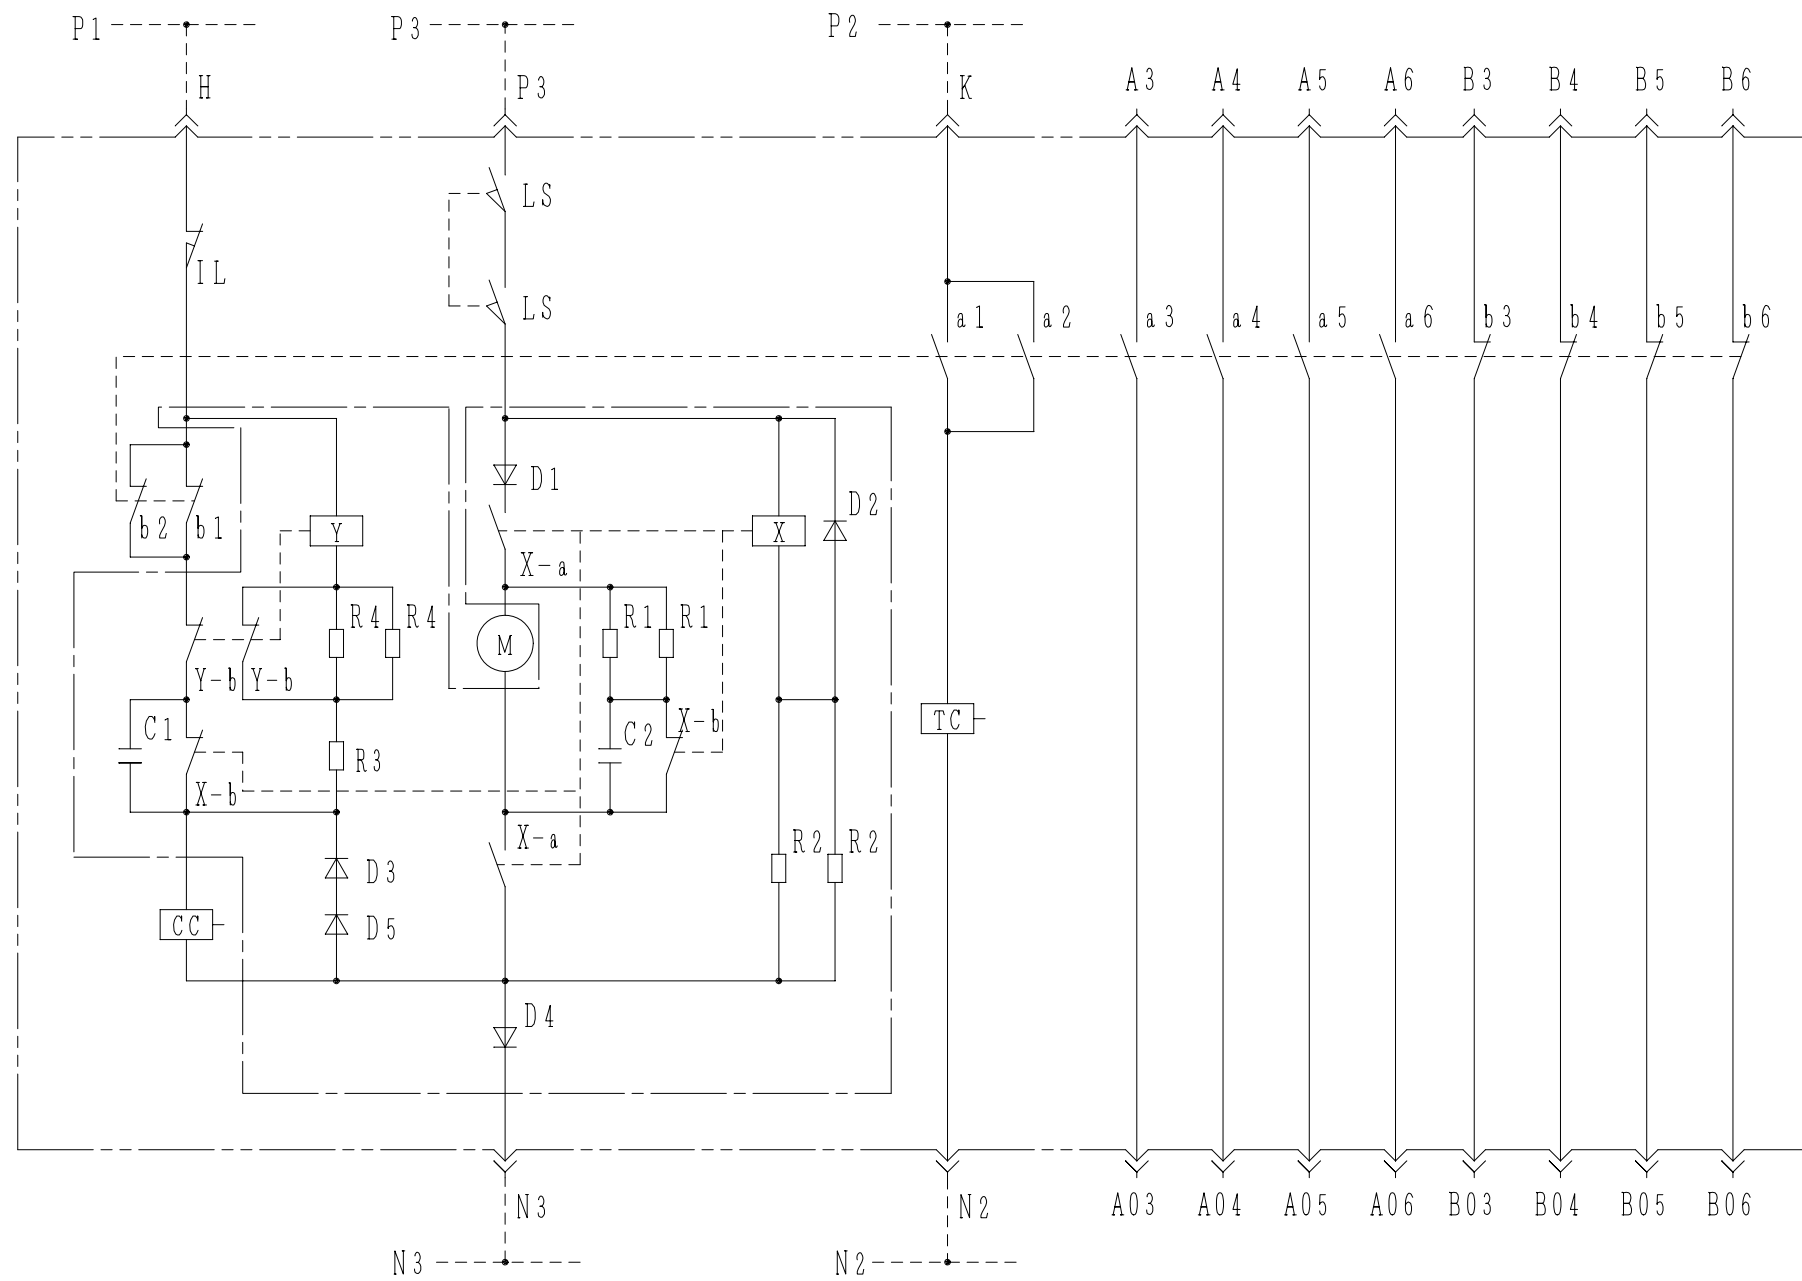 P1 P3 P2
H P3 K A3 A4 A5 A6 B3 B4 B5 B6
LS
IL
LS
a1 a2 a3 a4 a5 a6 b3 b4 b5 b6
D1
D2
b2 b1 Y X
X-a
R4 R4 M R1 R1
Y-b Y-b
C1 C2 X-b TC
R3
X-b
X-a R2 R2
D3
CC D5
D4
N3 N2 A03 A04 A05 A06 B03 B04 B05 B06
N3 N2